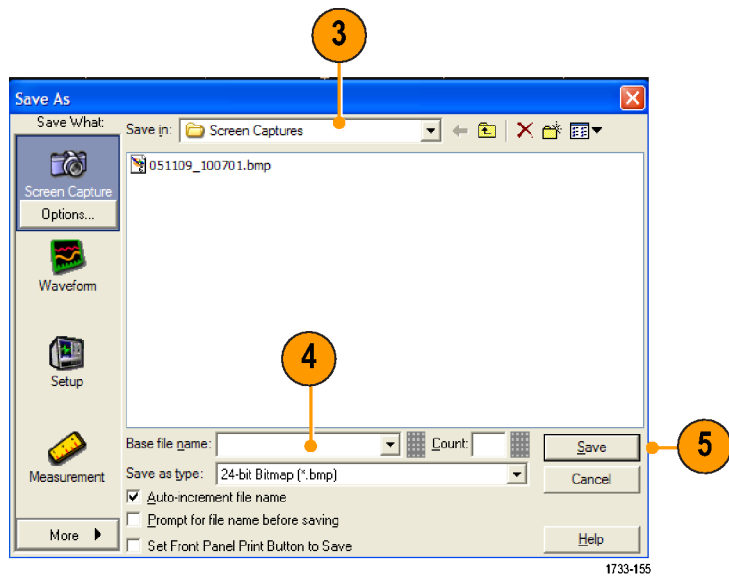 3
Save As
Save What:
Save in: Screen Captures
051109_100701.bmp
Screen Capture
Options...
Waveform
Setup
4
Measurement
Base file name:
Count:
Save
5
Save as type: 24-bit Bitmap (*.bmp)
Cancel
Auto-increment file name
Prompt for file name before saving
More
Set Front Panel Print Button to Save
Help
1733-155